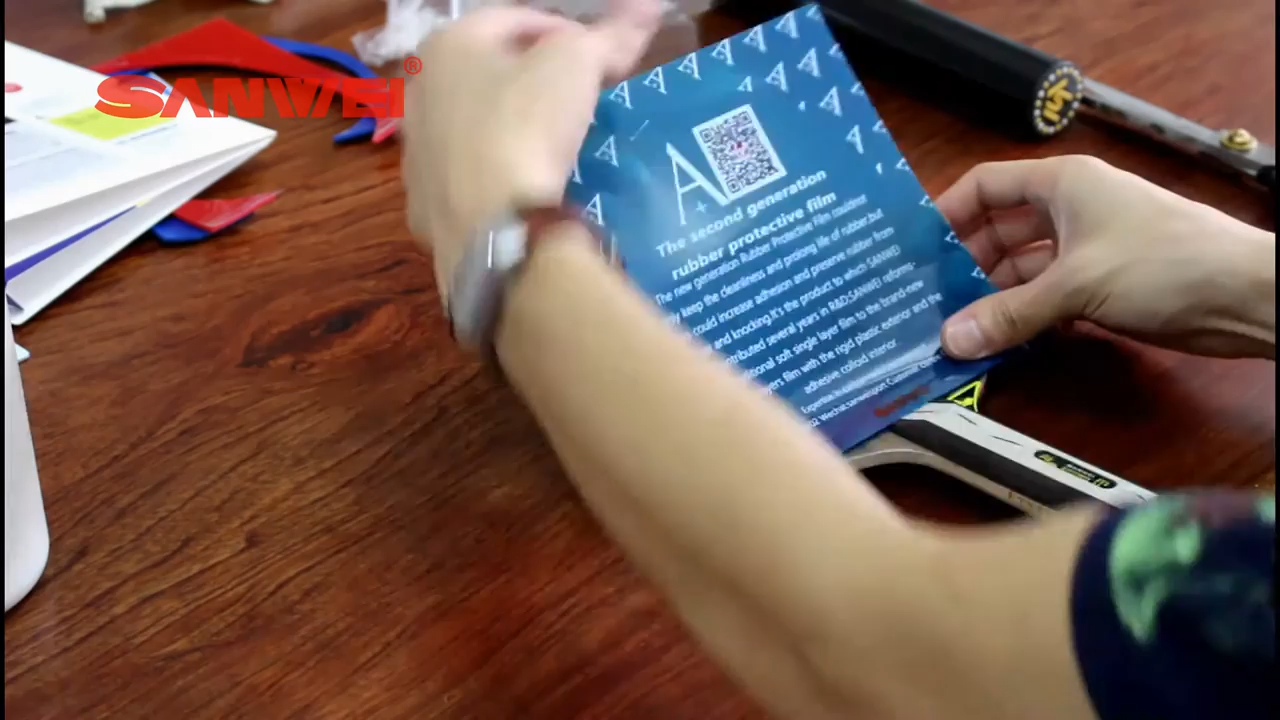 SANWEI®
A+
The second generation
rubber protective film
The new generation Rubber Protective Film couldnot
keep the cleanliness and prolong life of rubber,but
could increase adhesion and preserve rubber from
and knocking.It's the product to which SANWEI
several years in R&D.SANWEI reforms-
soft single layer film to the brand-new
film with the rigid plastic exterior and the
adhesive colloid interior.